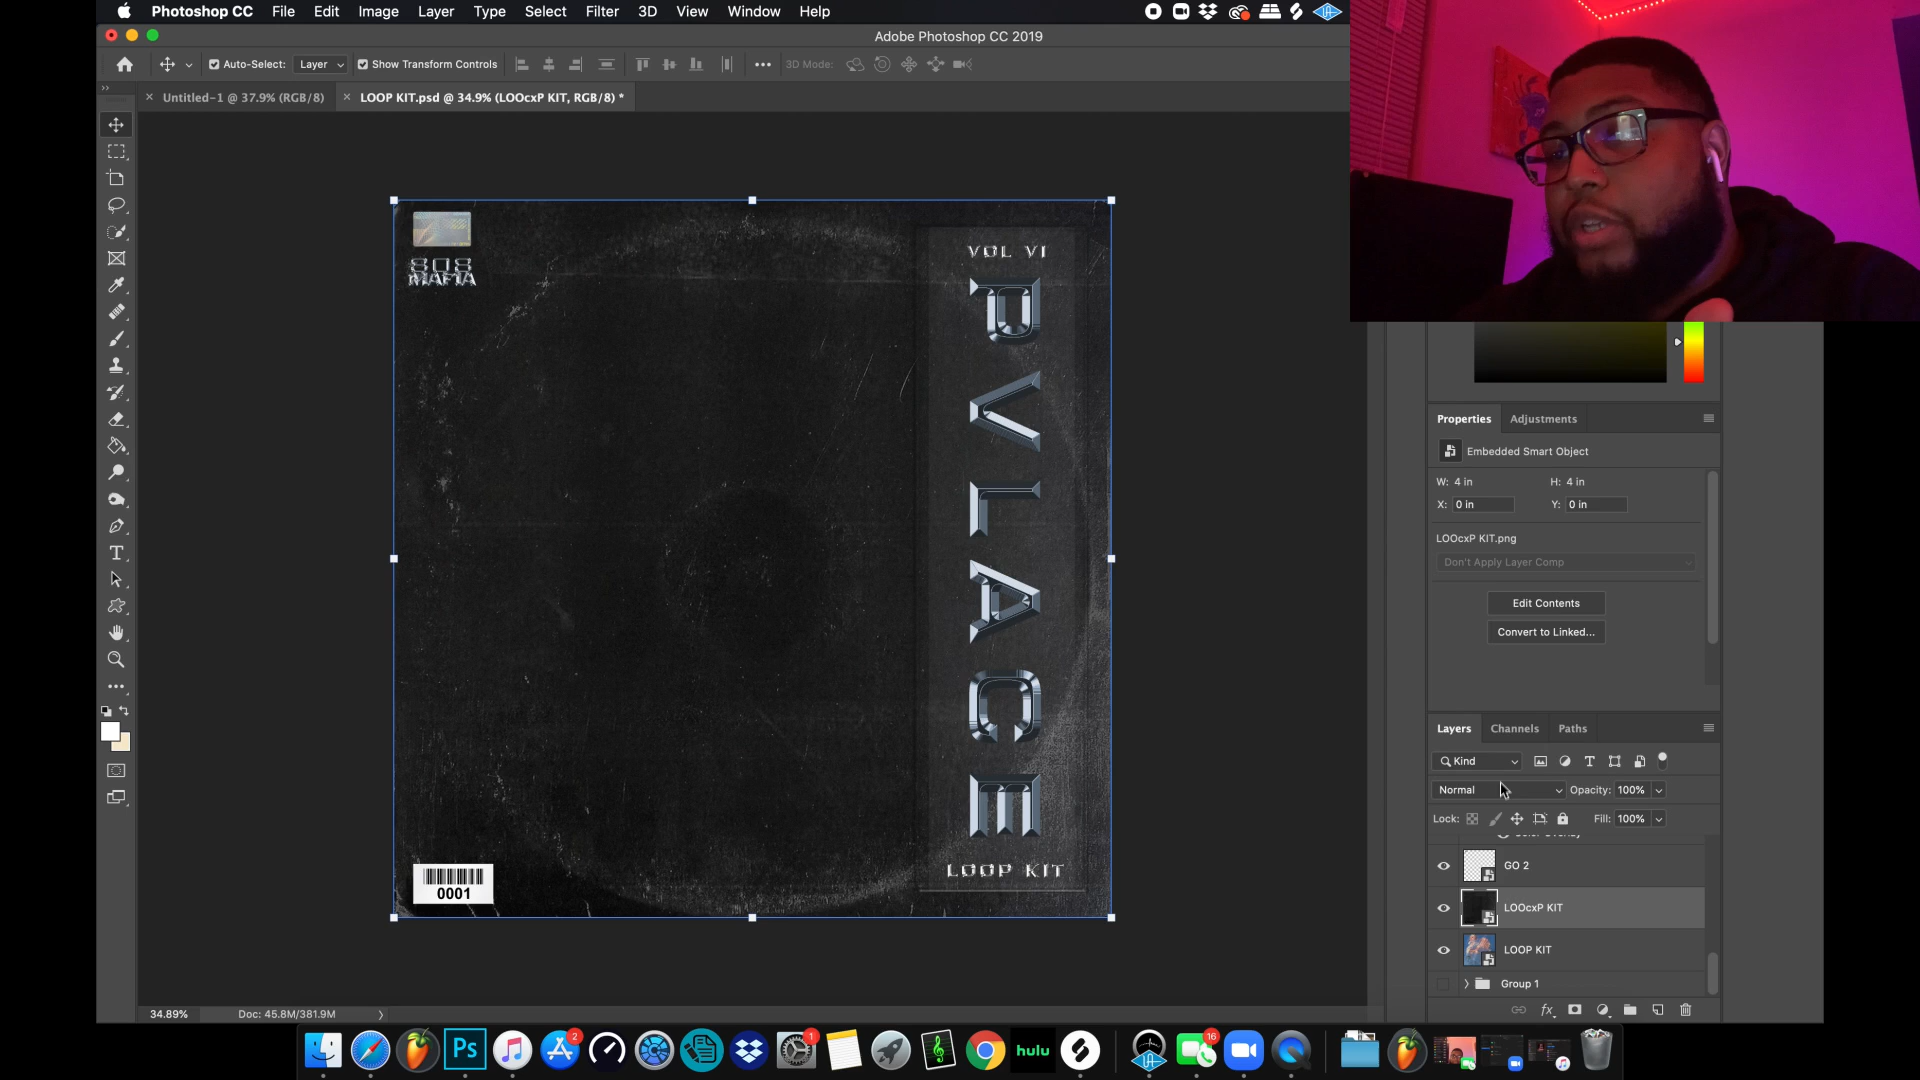 Photoshop CC File Edit Image Layer Type Select Filter 3D View Window Help
Adobe Photoshop CC 2019
Auto-Select: Layer Show Transform Controls 3D Mode:
Untitled-1 @ 37.9% (RGB/8) LOOP KIT.psd @ 34.9% (LOOcxP KIT, RGB/8) *
808
MAFIA
VOL VI
PVLACE
LOOP KIT
0001
Properties Adjustments
Embedded Smart Object
W: 4 in H: 4 in
X: 0 in Y: 0 in
LOOcxP KIT.png
Don't Apply Layer Comp
Edit Contents
Convert to Linked...
Layers Channels Paths
Kind
Normal Opacity: 100%
Lock: Fill: 100%
GO 2
LOOcxP KIT
LOOP KIT
Group 1
34.89% Doc: 45.8M/381.9M
Ps 2 1 hulu 16